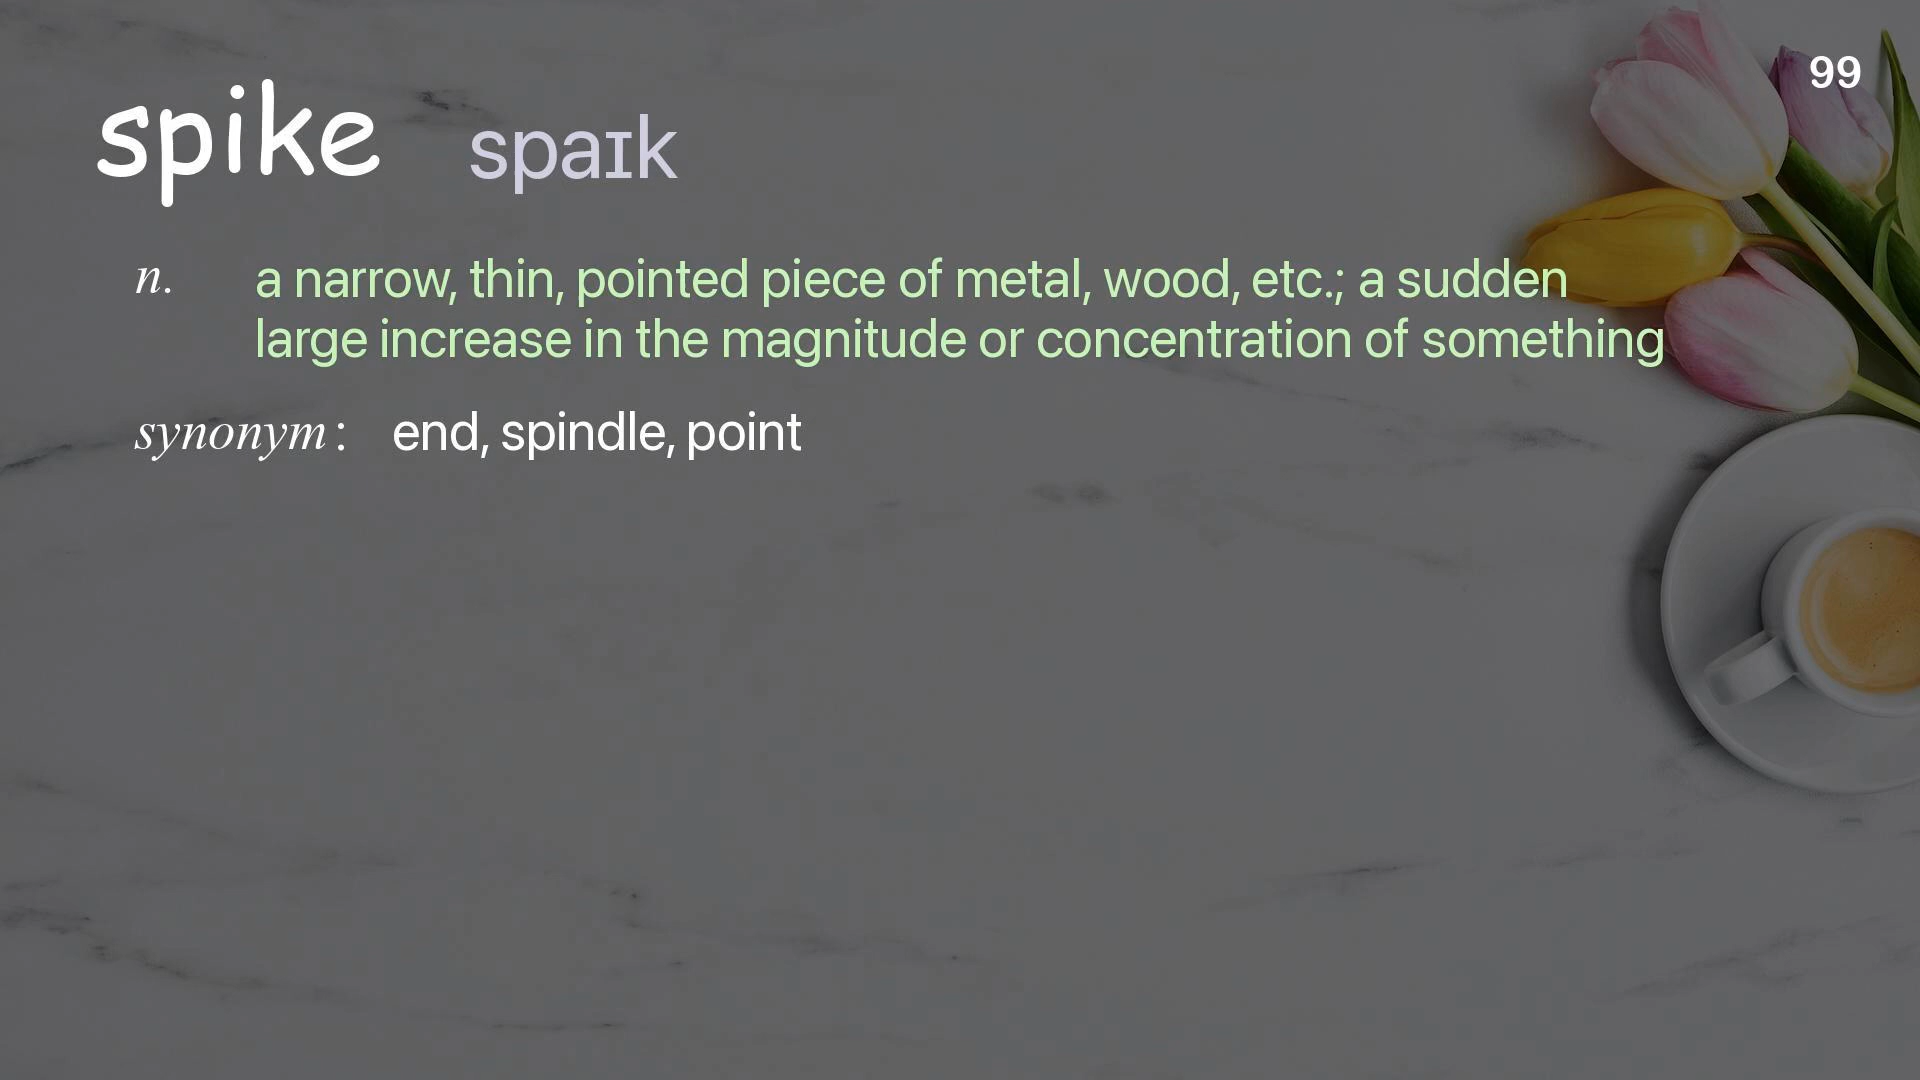 99
spike spaɪk
n. a narrow, thin, pointed piece of metal, wood, etc.; a sudden
large increase in the magnitude or concentration of something
synonym: end, spindle, point